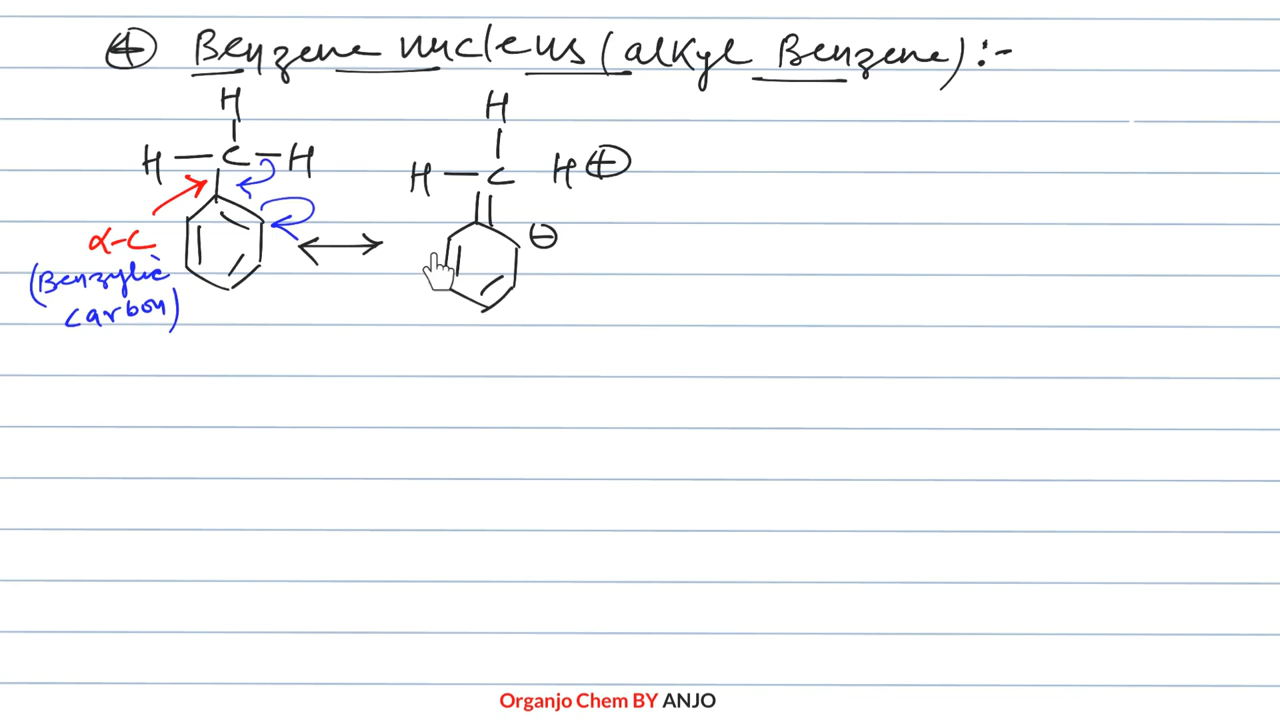 ④ Benzene nucleus (alkyl Benzene) :-
H H
H — C — H H — C H ⊕
α-C ⊖
(Benzylic
carbon)
Organjo Chem BY ANJO